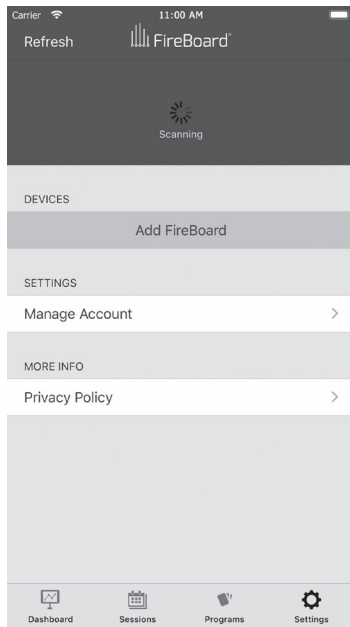 Carrier 11:00 AM
Refresh FireBoard
Scanning
DEVICES
Add FireBoard
SETTINGS
Manage Account
MORE INFO
Privacy Policy
Dashboard Sessions Programs Settings